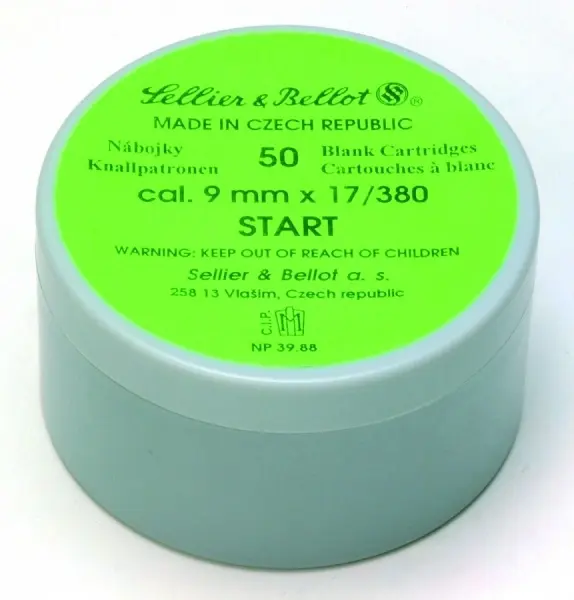 Sellier & Bellot SB ®
MADE IN CZECH REPUBLIC
Nábojky 50 Blank Cartridges
Knallpatronen Cartouches à blanc
cal. 9 mm x 17/380
START
WARNING: KEEP OUT OF REACH OF CHILDREN
Sellier & Bellot a. s.
258 13 Vlašim, Czech republic
C.I.P.
NP 39.88